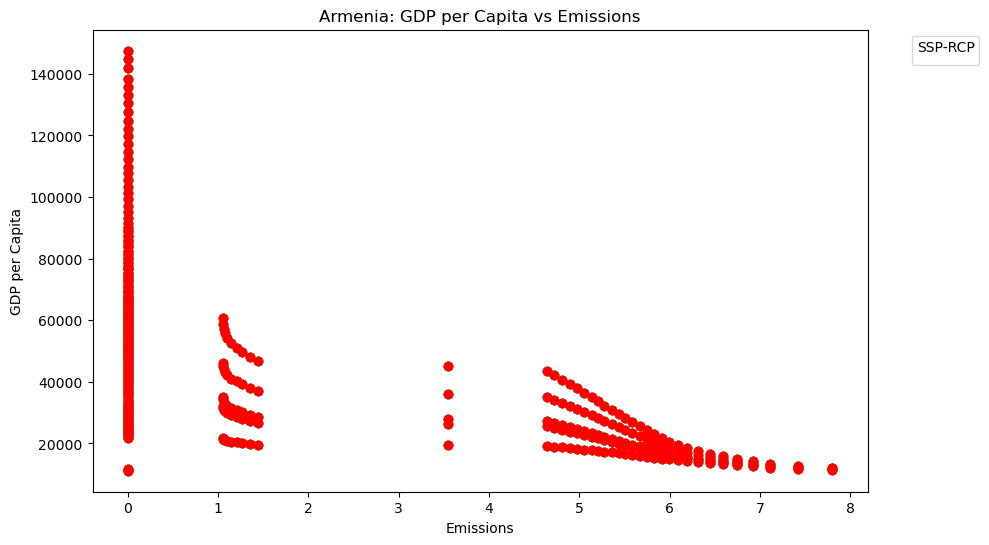 Armenia: GDP per Capita vs Emissions
SSP-RCP
GDP per Capita
140000
120000
100000
80000
60000
40000
20000
0 1 2 3 4 5 6 7 8
Emissions